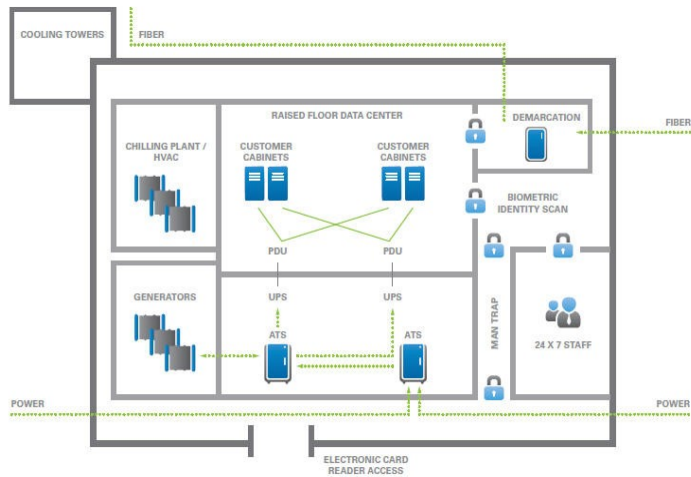 COOLING TOWERS
FIBER
RAISED FLOOR DATA CENTER
DEMARCATION
FIBER
CHILLING PLANT /
HVAC
CUSTOMER
CABINETS
CUSTOMER
CABINETS
BIOMETRIC
IDENTITY SCAN
PDU
PDU
GENERATORS
UPS
UPS
MAN TRAP
24 X 7 STAFF
ATS
ATS
POWER
POWER
ELECTRONIC CARD
READER ACCESS